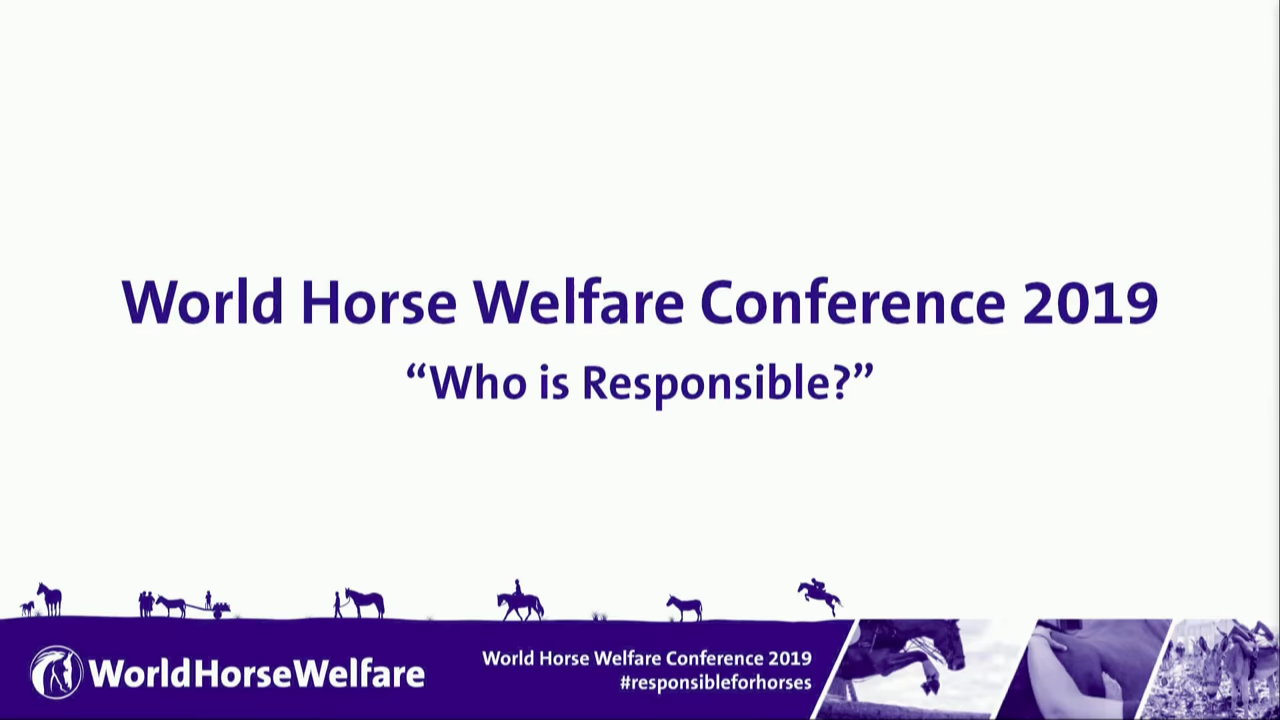 World Horse Welfare Conference 2019
“Who is Responsible?”
WorldHorseWelfare
World Horse Welfare Conference 2019
#responsibleforhorses